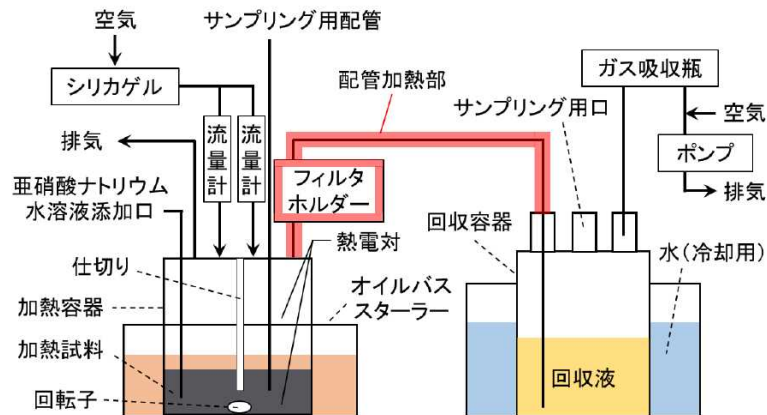 空気
サンプリング用配管
シリカゲル
配管加熱部
ガス吸収瓶
サンプリング用口
空気
ポンプ
排気
排気
流量計
流量計
フィルタ
ホルダー
亜硝酸ナトリウム
水溶液添加口
熱電対
回収容器
水(冷却用)
仕切り
オイルバス
スターラー
加熱容器
加熱試料
回収液
回転子